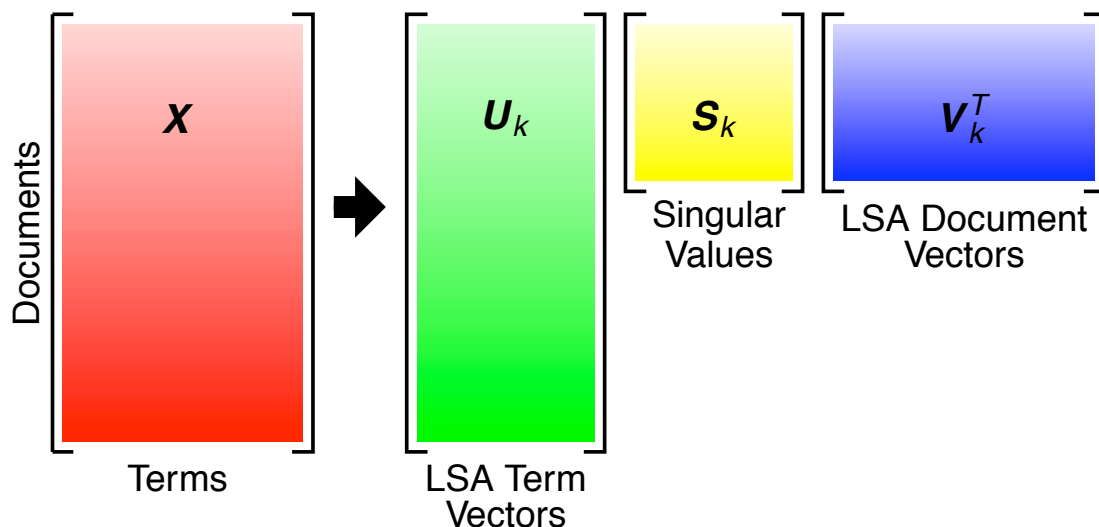 Documents
X
Terms
U_k
LSA Term
Vectors
S_k
Singular
Values
V_k^T
LSA Document
Vectors